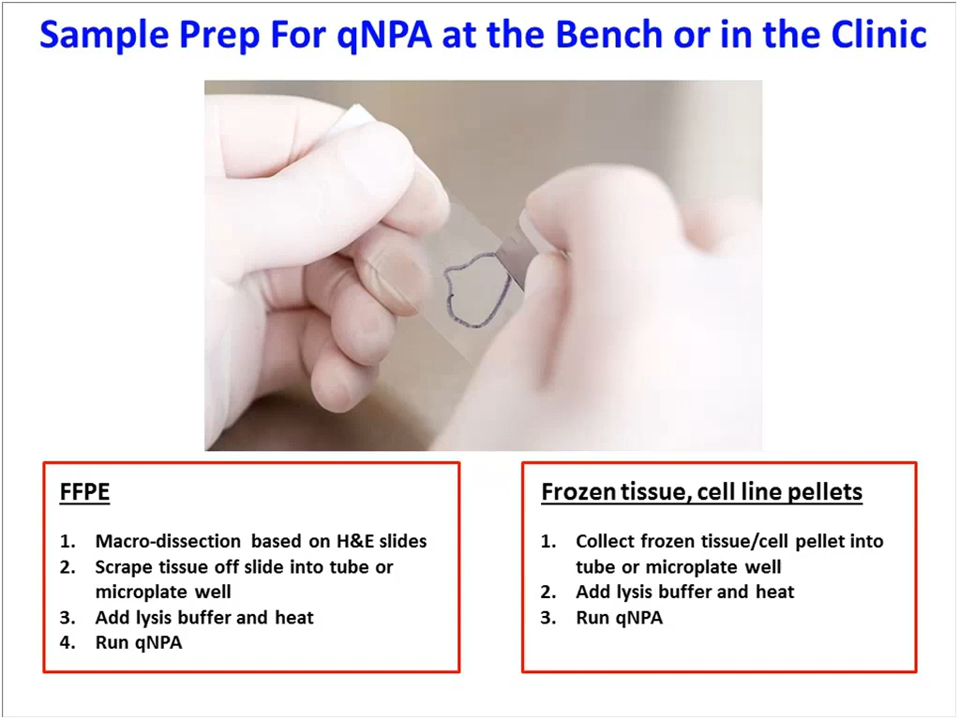 Sample Prep For qNPA at the Bench or in the Clinic
FFPE
1. Macro-dissection based on H&E slides
2. Scrape tissue off slide into tube or
microplate well
3. Add lysis buffer and heat
4. Run qNPA
Frozen tissue, cell line pellets
1. Collect frozen tissue/cell pellet into
tube or microplate well
2. Add lysis buffer and heat
3. Run qNPA